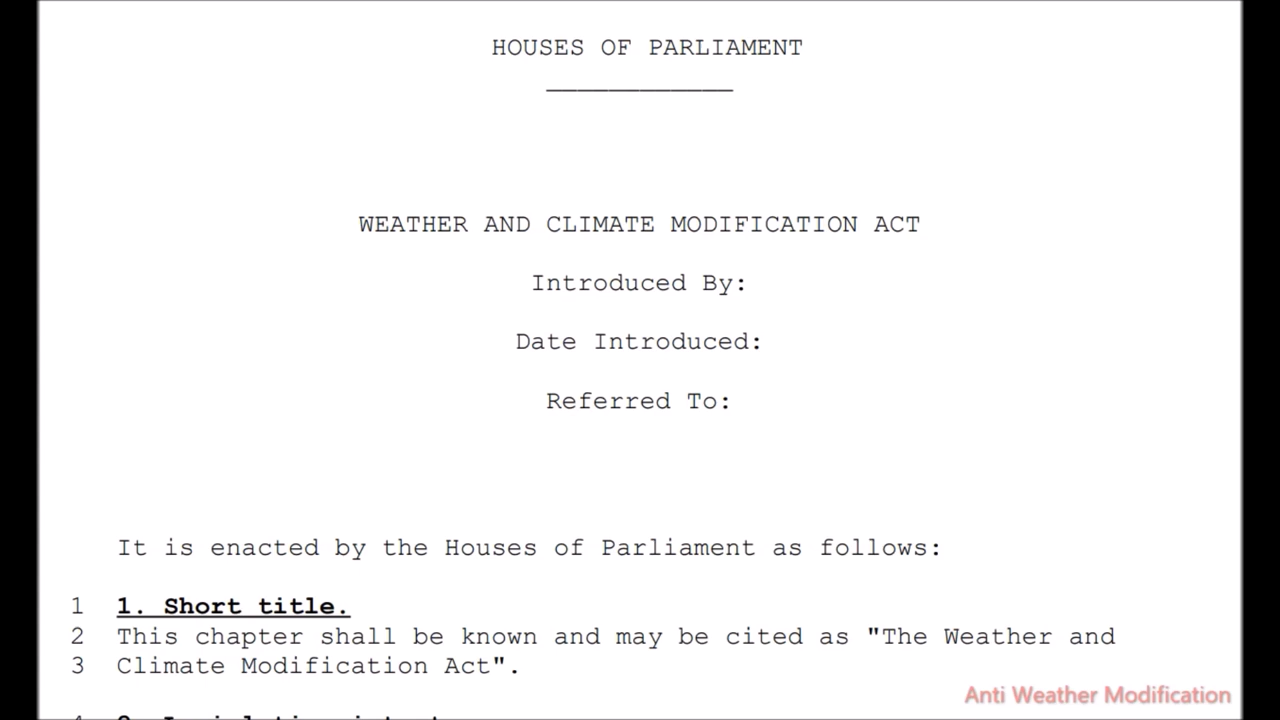 HOUSES OF PARLIAMENT
WEATHER AND CLIMATE MODIFICATION ACT
Introduced By:
Date Introduced:
Referred To:
It is enacted by the Houses of Parliament as follows:
1 1. Short title.
2 This chapter shall be known and may be cited as "The Weather and
3 Climate Modification Act".
Anti Weather Modification